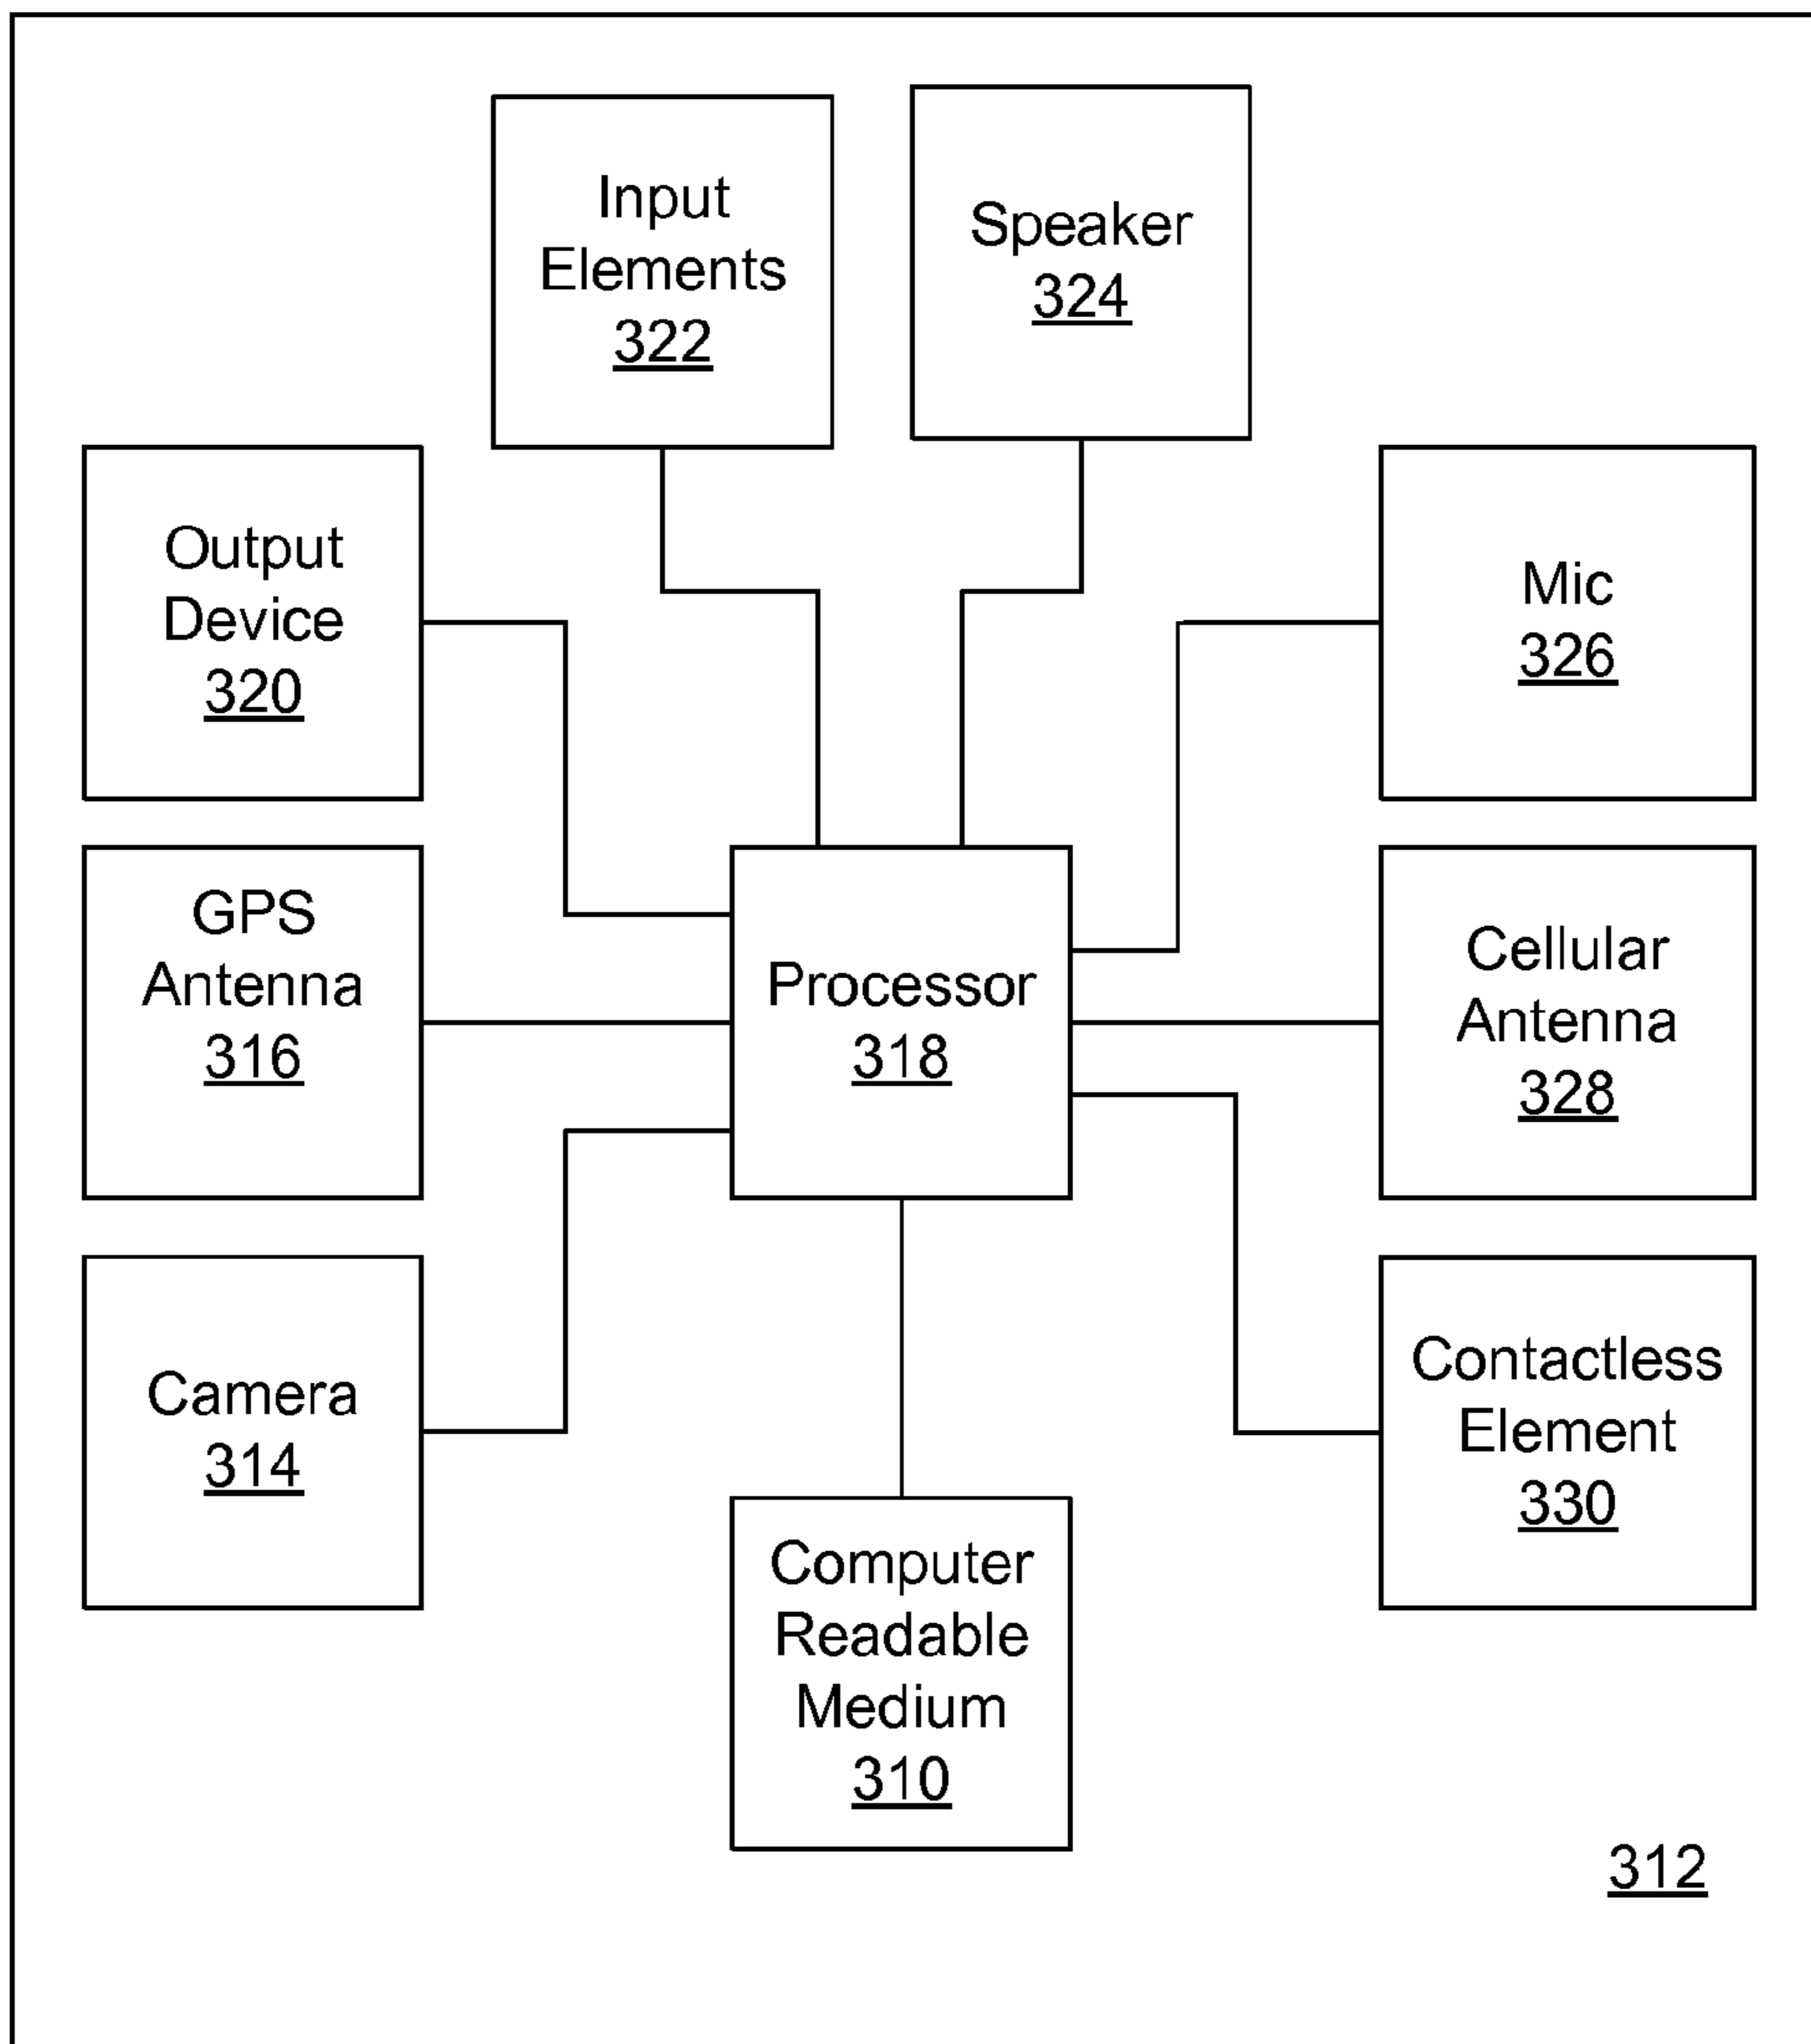 Input
Elements
322
Speaker
324
Output
Device
320
Mic
326
GPS
Antenna
316
Processor
318
Cellular
Antenna
328
Camera
314
Contactless
Element
330
Computer
Readable
Medium
310
312